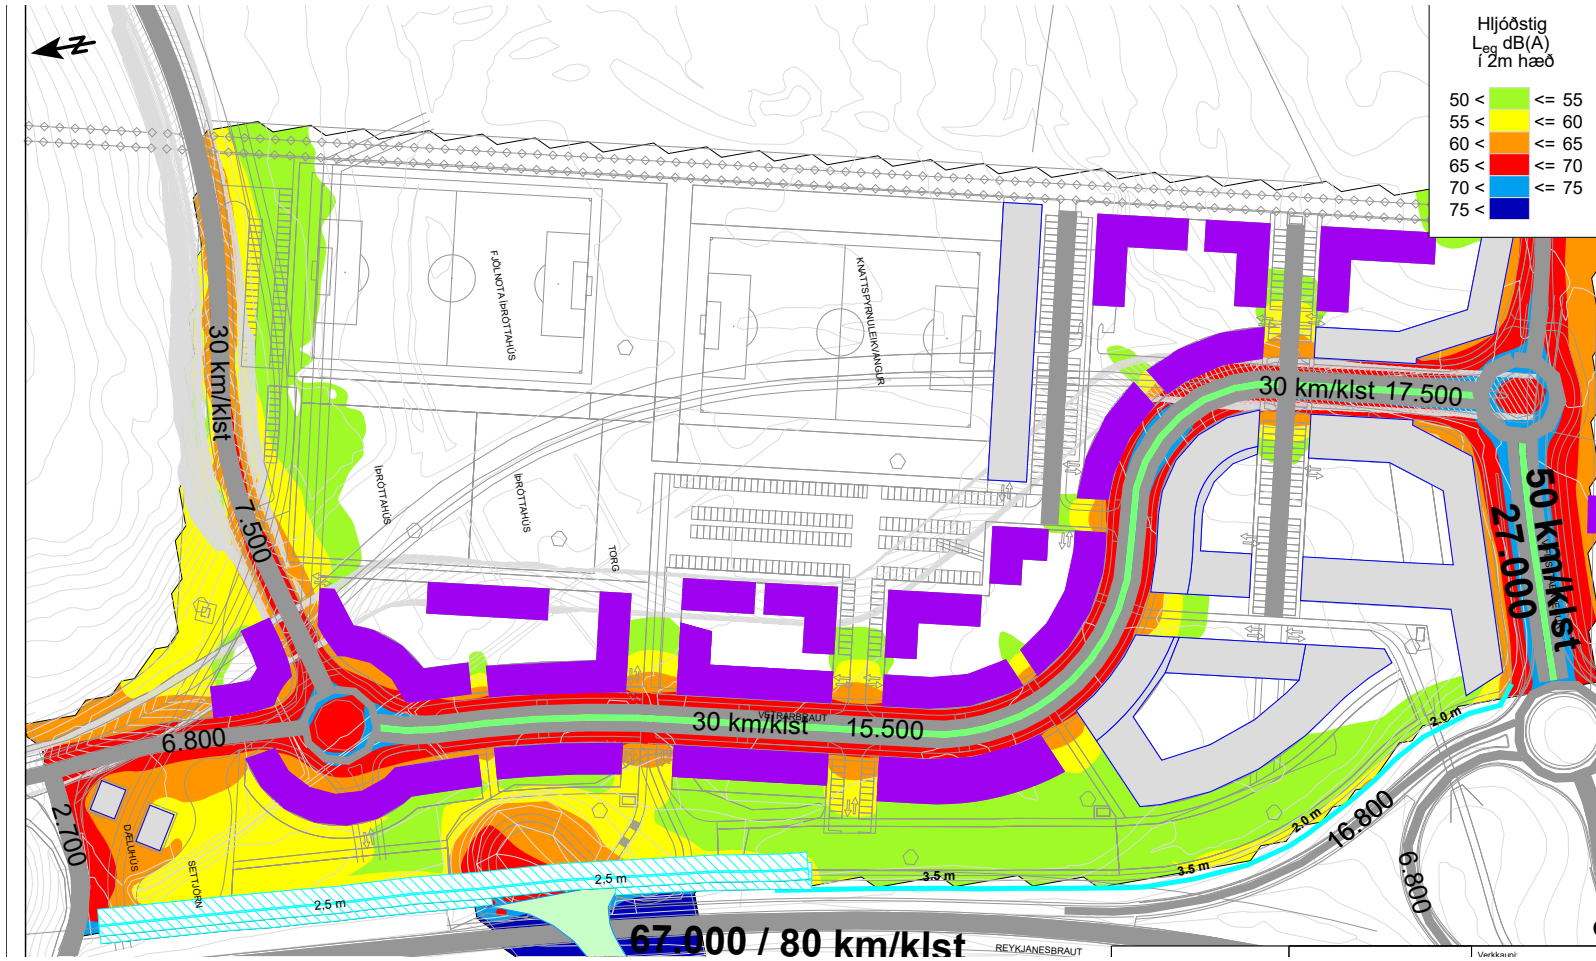 Hljóðstig
Leq dB(A)
í 2m hæð
50 < <= 55
55 < <= 60
60 < <= 65
65 < <= 70
70 < <= 75
75 <
N
30 km/klst
7.500
FJÖLNOTA ÍÞRÓTTAHÚS
KNATTSPYRNULEIKVANGUR
ÍÞRÓTTAHÚS
ÍÞRÓTTAHÚS
TORG
30 km/klst 17.500
50 km/klst
27.000
6.800
30 km/klst 15.500
VETRARBRAUT
2.700
DÆLUHÚS
SETTJÖRN
2,5 m
2,5 m
3.5 m
3.5 m
2.0 m
2.0 m
16.800
6.800
67.000 / 80 km/klst
REYKJANESBRAUT
Verkkaupi: